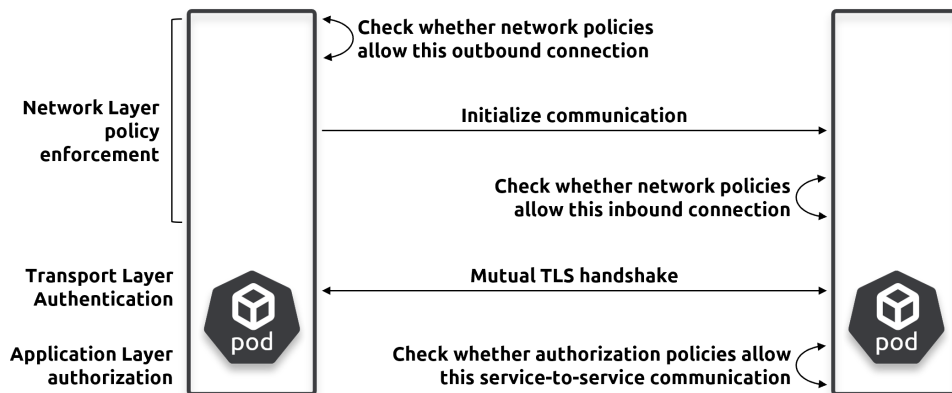 Check whether network policies
allow this outbound connection
Network Layer
policy
enforcement
Initialize communication
Check whether network policies
allow this inbound connection
Transport Layer
Authentication
Mutual TLS handshake
pod
pod
Application Layer
authorization
Check whether authorization policies allow
this service-to-service communication